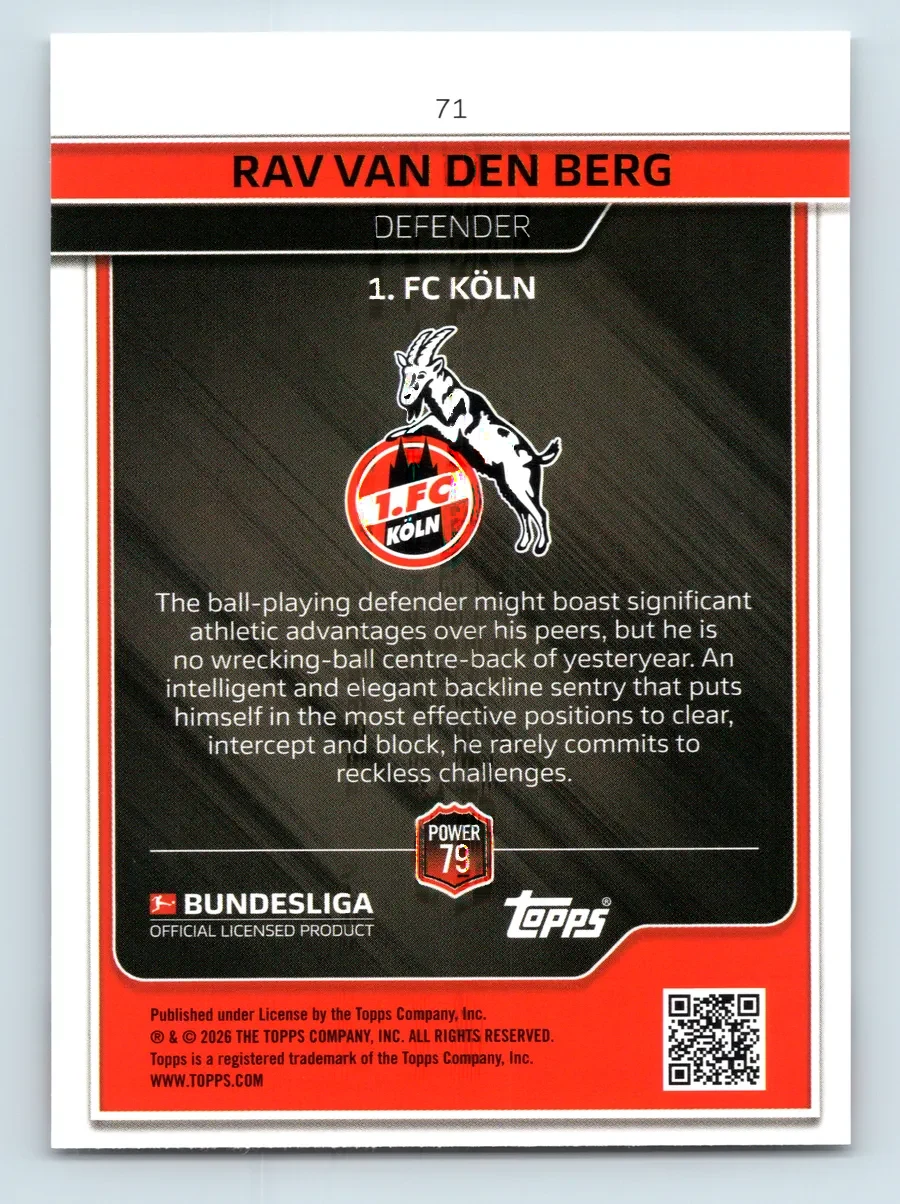 71
RAV VAN DEN BERG
DEFENDER
1. FC KÖLN
1.FC
KÖLN
The ball-playing defender might boast significant
athletic advantages over his peers, but he is
no wrecking-ball centre-back of yesteryear. An
intelligent and elegant backline sentry that puts
himself in the most effective positions to clear,
intercept and block, he rarely commits to
reckless challenges.
POWER
79
BUNDESLIGA
OFFICIAL LICENSED PRODUCT
topps®
Published under License by the Topps Company, Inc.
® & © 2026 THE TOPPS COMPANY, INC. ALL RIGHTS RESERVED.
Topps is a registered trademark of the Topps Company, Inc.
WWW.TOPPS.COM